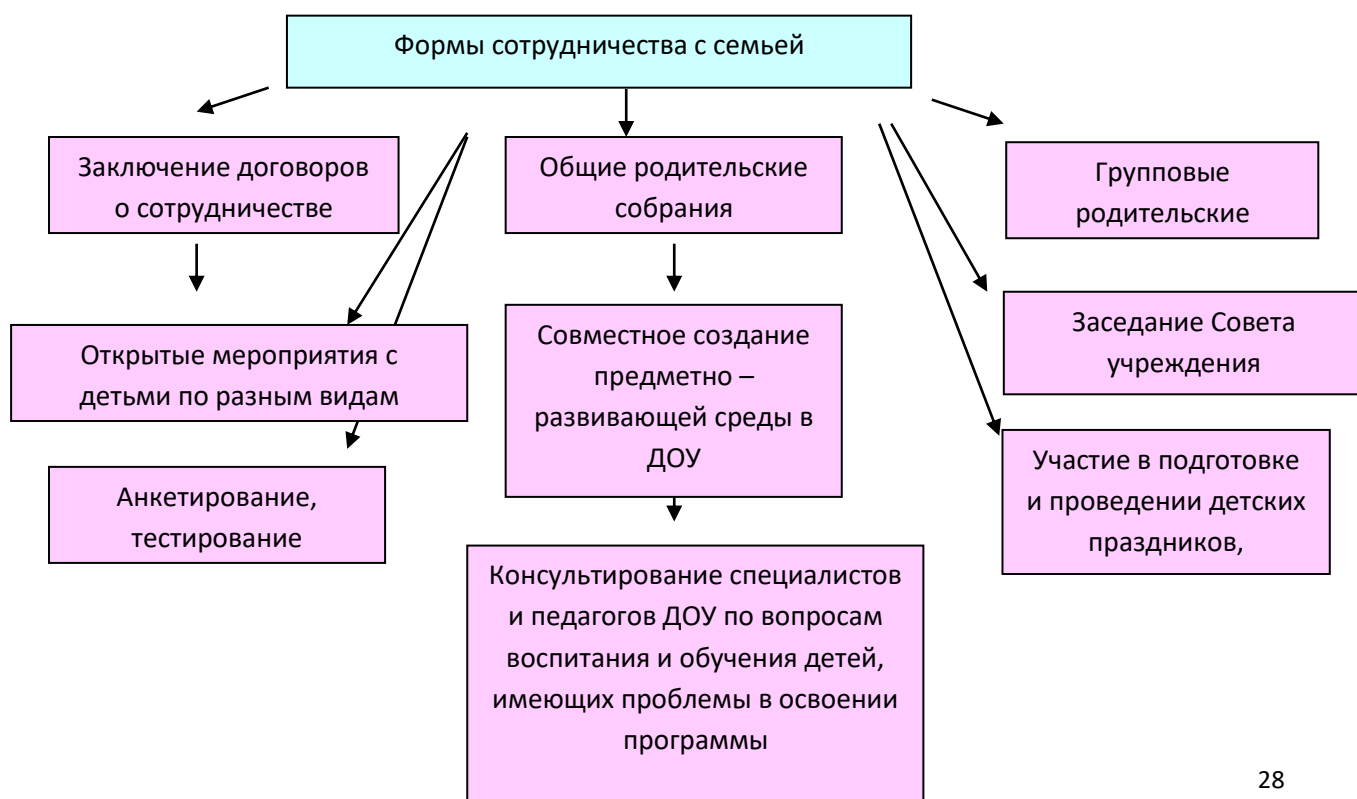 Формы сотрудничества с семьей
Заключение договоров
о сотрудничестве
Общие родительские
собрания
Групповые
родительские
Открытые мероприятия с
детьми по разным видам
Совместное создание
предметно –
развивающей среды в
ДОУ
Заседание Совета
учреждения
Анкетирование,
тестирование
Участие в подготовке
и проведении детских
праздников,
Консультирование специалистов
и педагогов ДОУ по вопросам
воспитания и обучения детей,
имеющих проблемы в освоении
программы
28